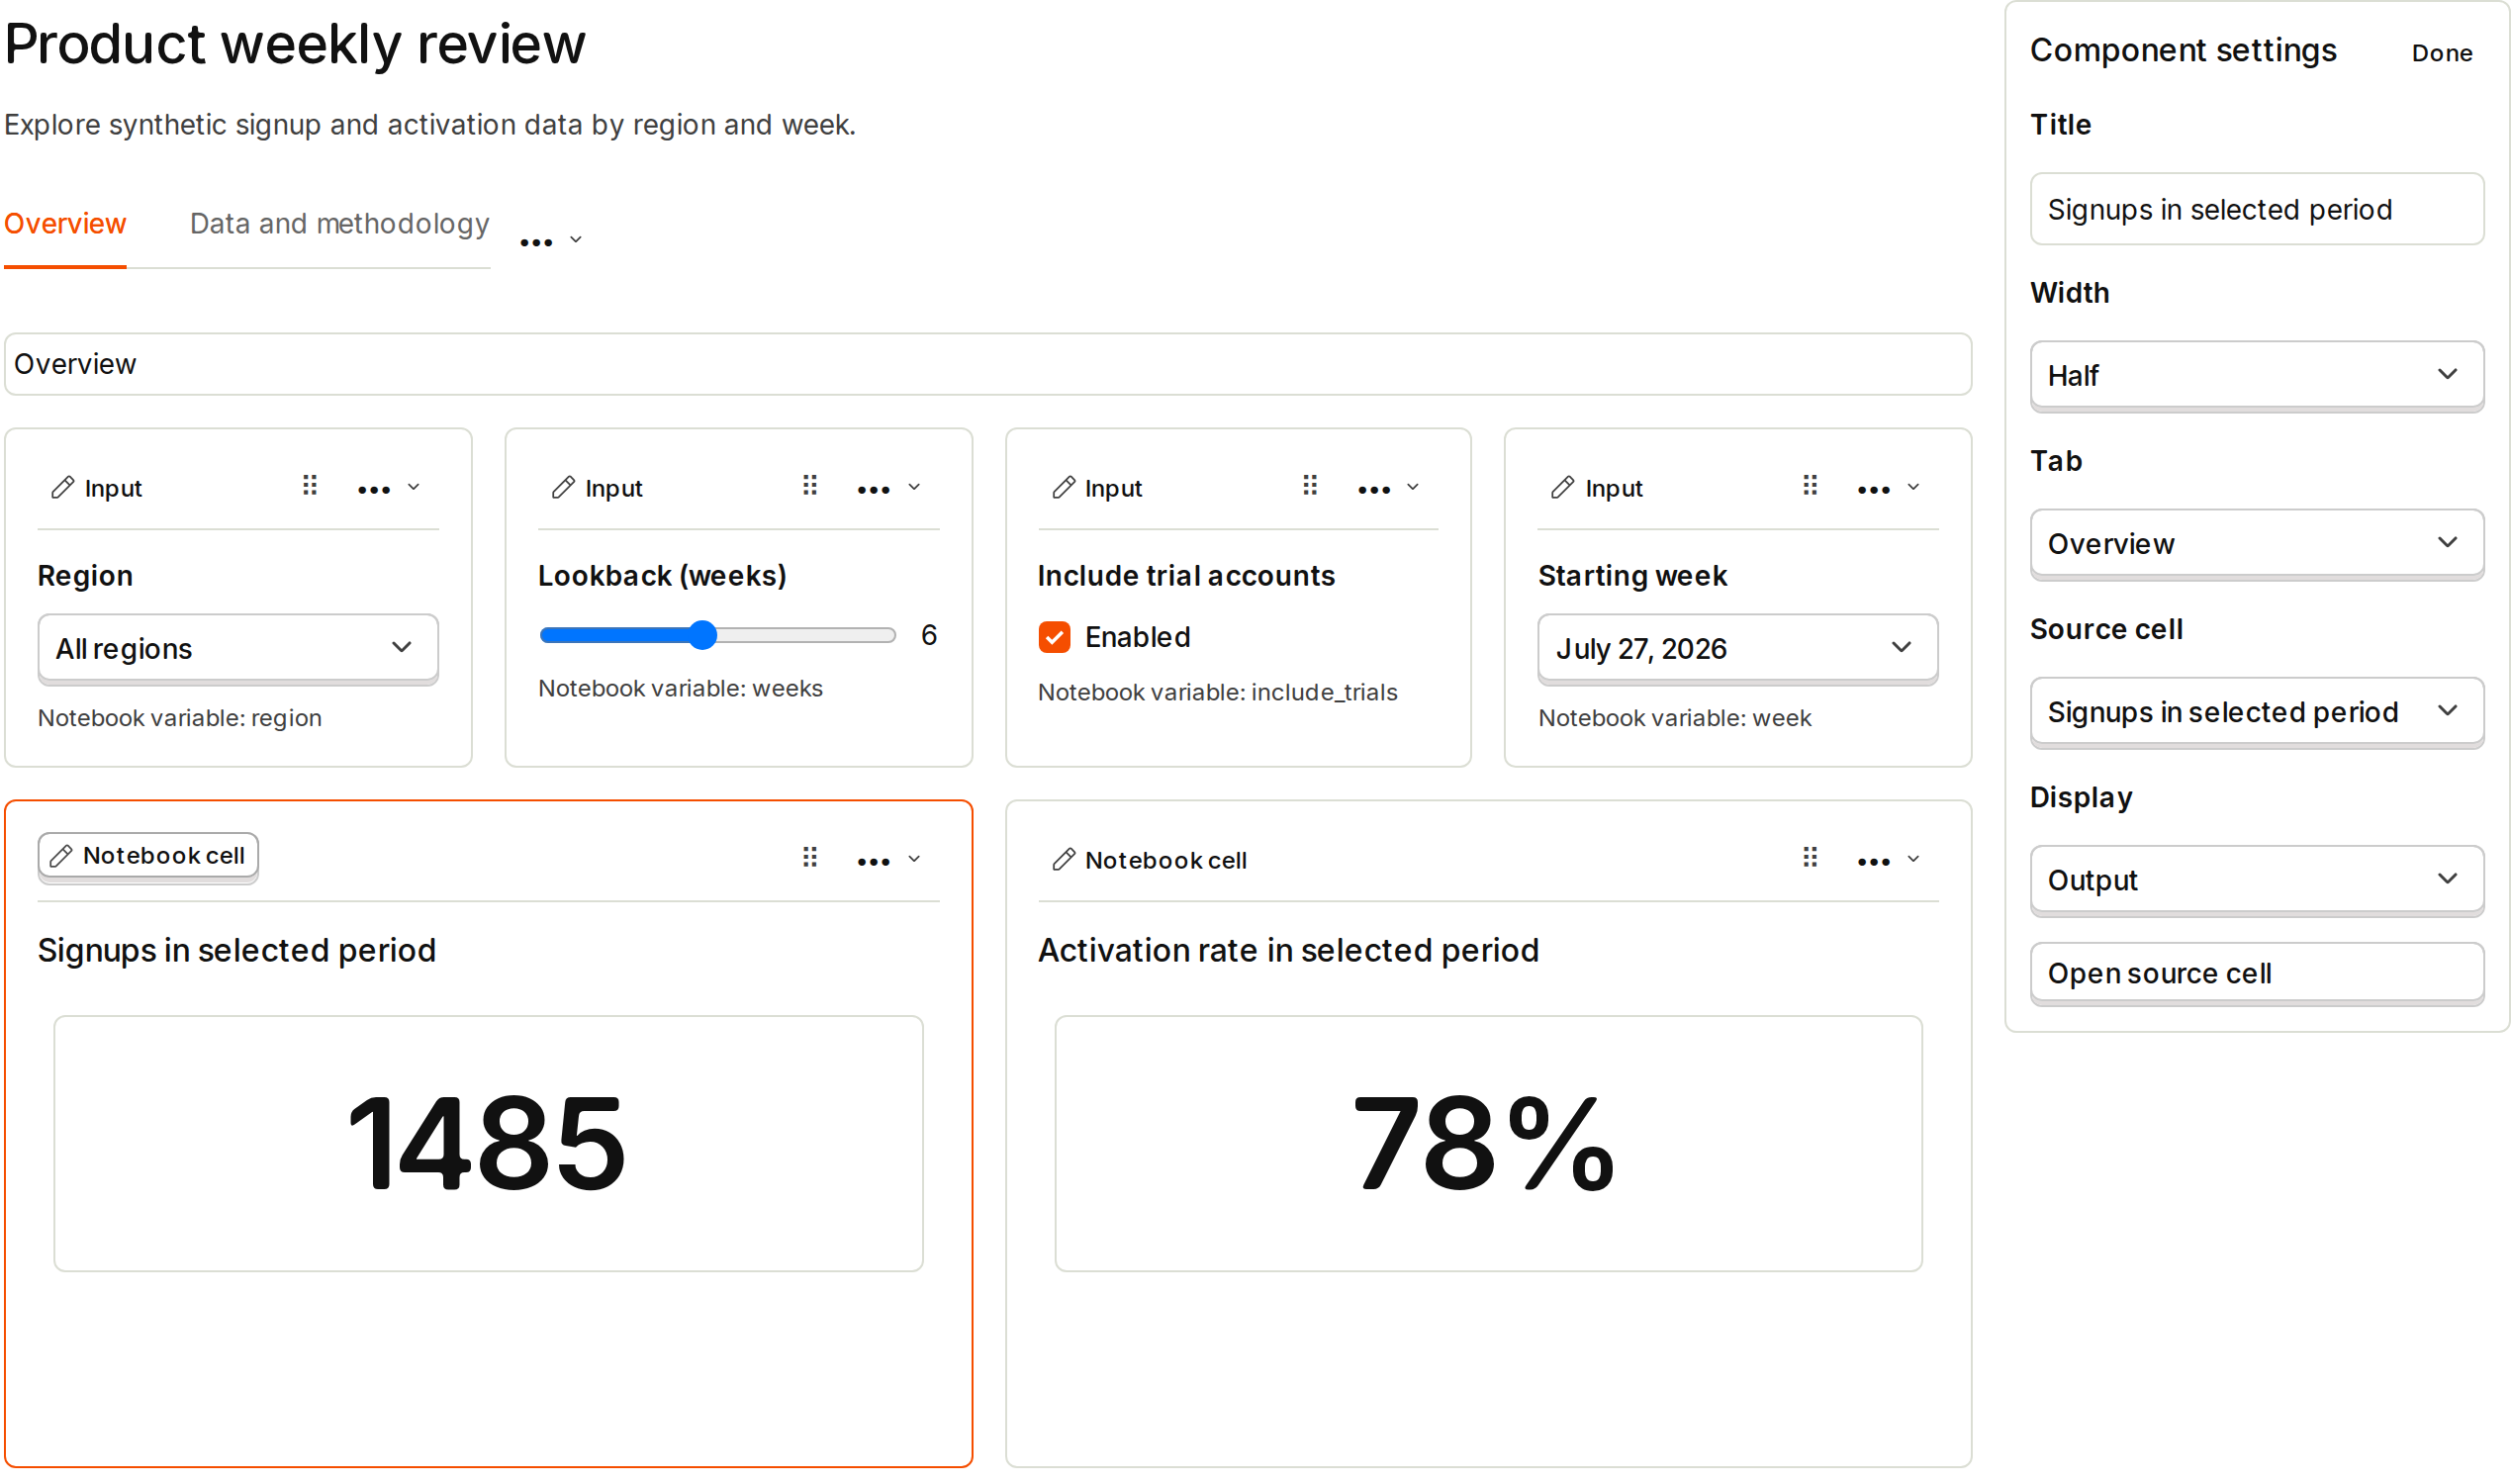 Product weekly review
Explore synthetic signup and activation data by region and week.
Overview
Data and methodology
Overview
Input
Region
All regions
Notebook variable: region
Input
Lookback (weeks)
6
Notebook variable: weeks
Input
Include trial accounts
Enabled
Notebook variable: include_trials
Input
Starting week
July 27, 2026
Notebook variable: week
Notebook cell
Signups in selected period
1485
Notebook cell
Activation rate in selected period
78%
Component settings
Done
Title
Signups in selected period
Width
Half
Tab
Overview
Source cell
Signups in selected period
Display
Output
Open source cell